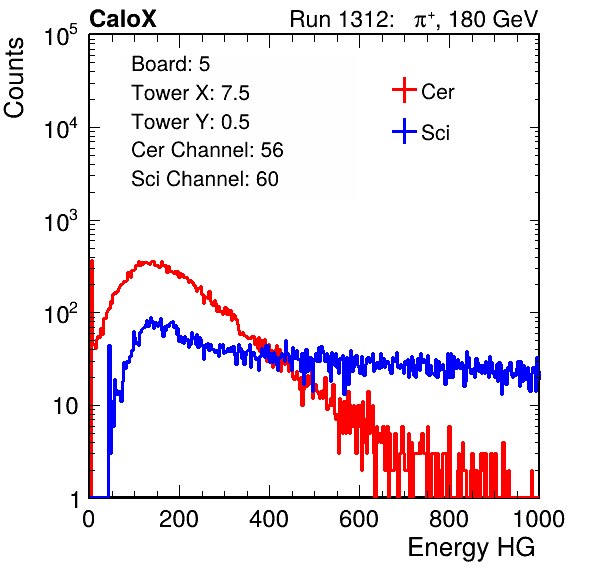 CaloX Run 1312: π⁺, 180 GeV
Counts
10⁵
10⁴
10³
10²
10
1
Board: 5
Tower X: 7.5
Tower Y: 0.5
Cer Channel: 56
Sci Channel: 60
Cer
Sci
0 200 400 600 800 1000
Energy HG